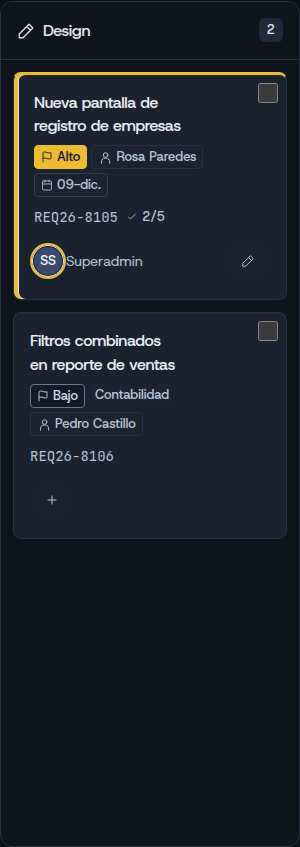 Design
2
Nueva pantalla de
registro de empresas
Alto
Rosa Paredes
09-dic.
REQ26-8105 2/5
SS Superadmin
Filtros combinados
en reporte de ventas
Bajo
Contabilidad
Pedro Castillo
REQ26-8106